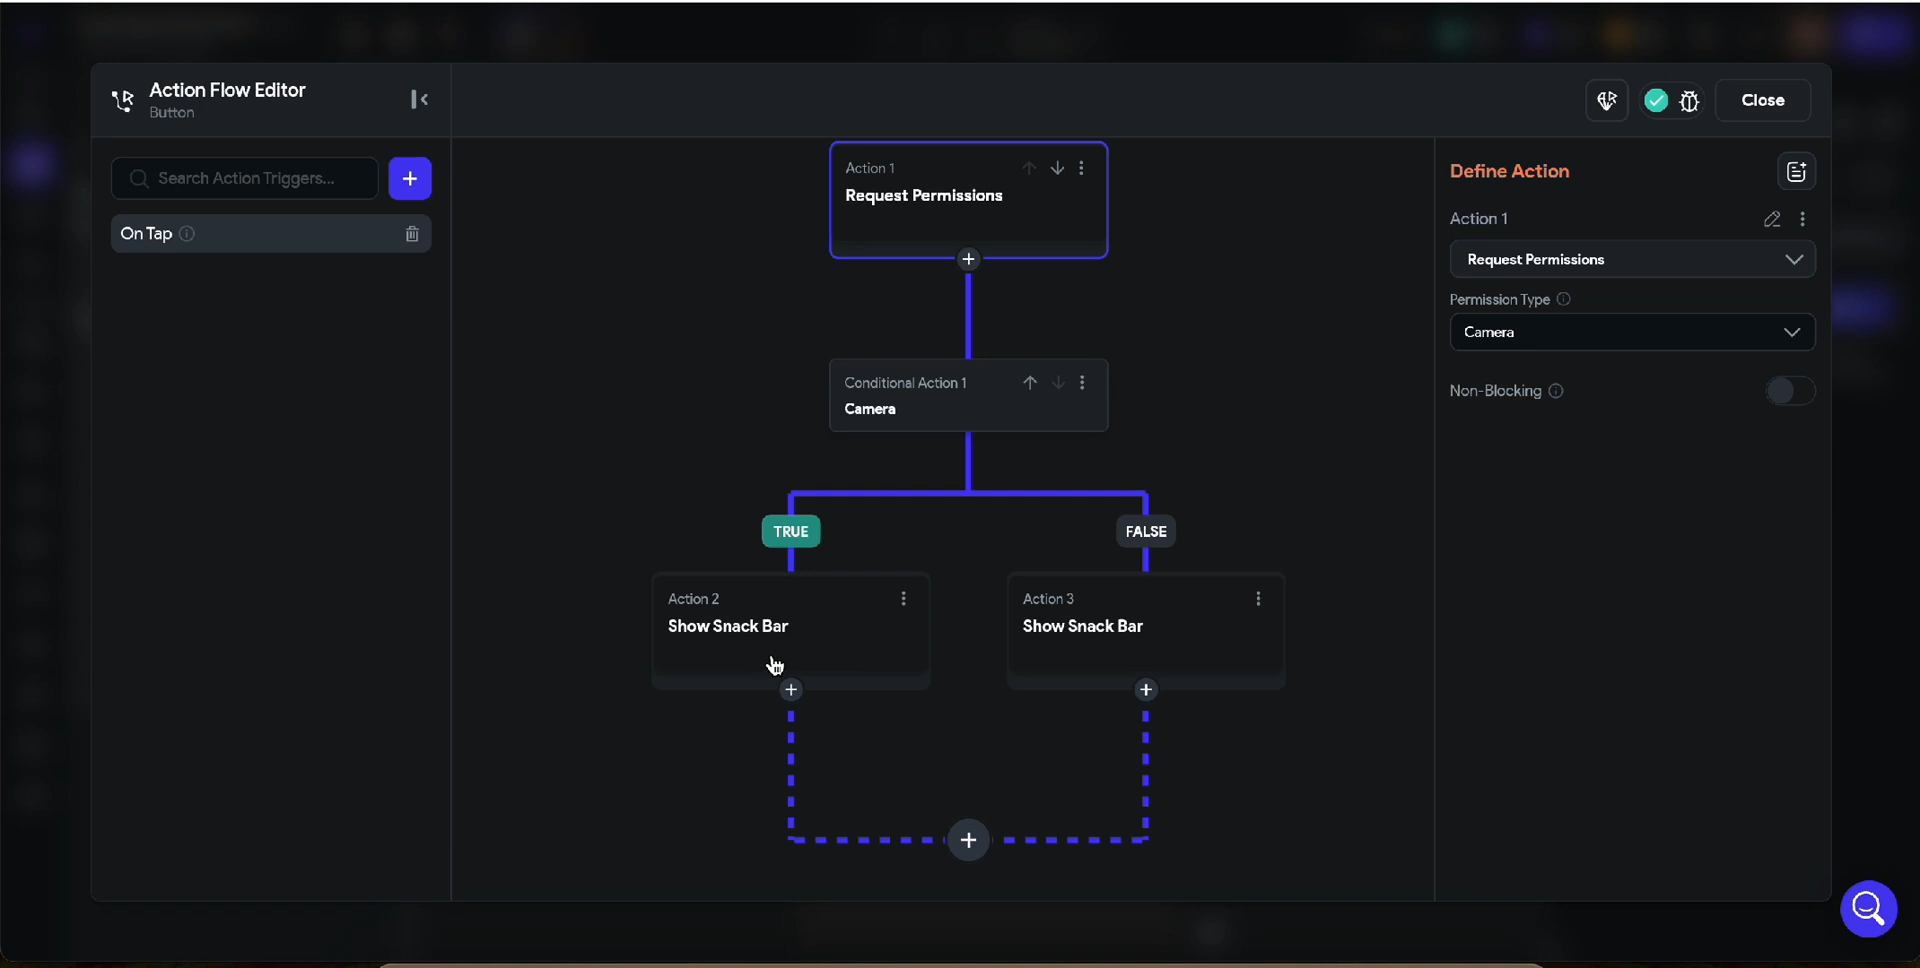 Action Flow Editor
Button
Close
Search Action Triggers...
On Tap
Action 1
Request Permissions
Conditional Action 1
Camera
TRUE
FALSE
Action 2
Show Snack Bar
Action 3
Show Snack Bar
Define Action
Action 1
Request Permissions
Permission Type
Camera
Non-Blocking